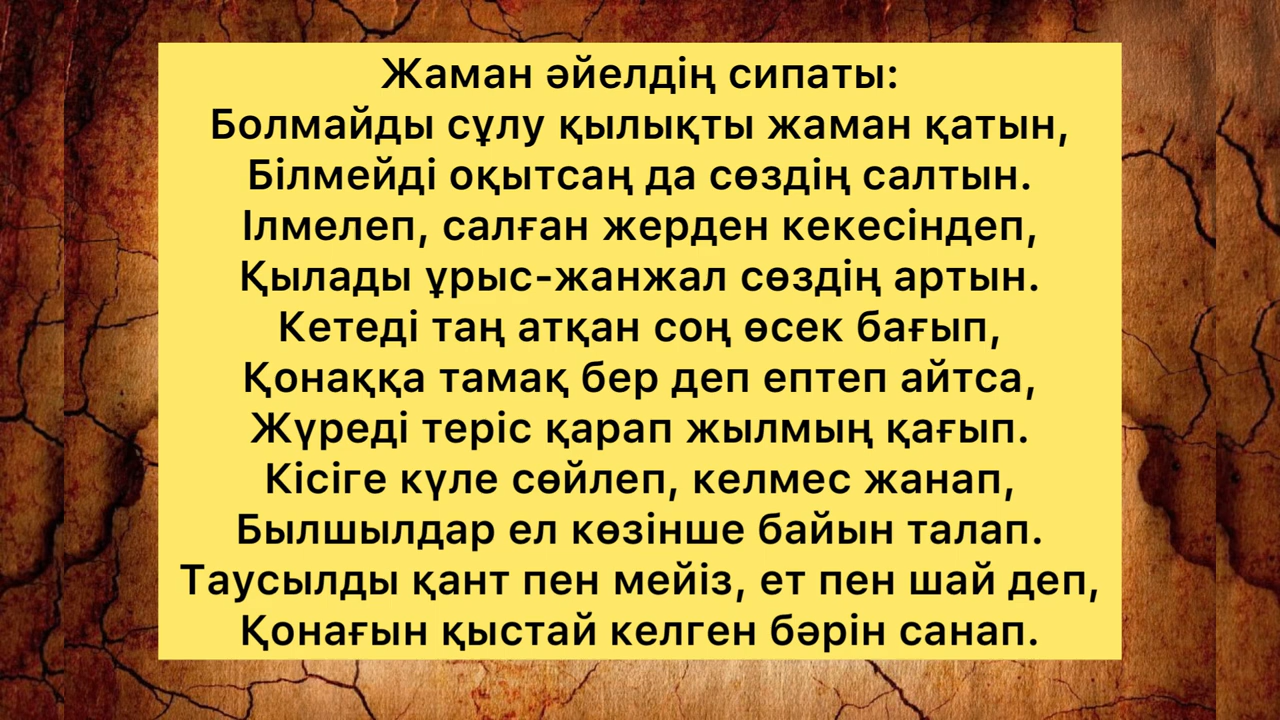 Жаман әйелдің сипаты:
Болмайды сұлу қылықты жаман қатын,
Білмейді оқытсаң да сөздің салтын.
Ілмелеп, салған жерден кекесіндеп,
Қылады ұрыс-жанжал сөздің артын.
Кетеді таң атқан соң өсек бағып,
Қонаққа тамақ бер деп ептеп айтса,
Жүреді теріс қарап жылмың қағып.
Кісіге күле сөйлеп, келмес жанап,
Былшылдар ел көзінше байын талап.
Таусылды қант пен мейіз, ет пен шай деп,
Қонағын қыстай келген бәрін санап.